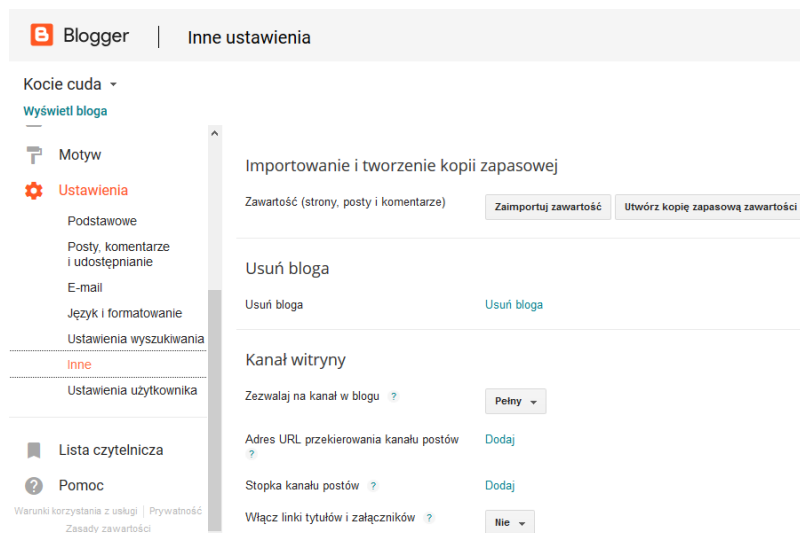 Blogger
Inne ustawienia
Kocie cuda
Wyświetl bloga
Motyw
Ustawienia
Podstawowe
Posty, komentarze
i udostępnianie
E-mail
Język i formatowanie
Ustawienia wyszukiwania
Inne
Ustawienia użytkownika
Lista czytelnicza
Pomoc
Warunki korzystania z usługi | Prywatność
Zasady zawartości
Importowanie i tworzenie kopii zapasowej
Zawartość (strony, posty i komentarze) Zaimportuj zawartość Utwórz kopię zapasową zawartości
Usuń bloga
Usuń bloga Usuń bloga
Kanał witryny
Zezwalaj na kanał w blogu ? Pełny
Adres URL przekierowania kanału postów Dodaj
?
Stopka kanału postów ? Dodaj
Włącz linki tytułów i załączników ? Nie